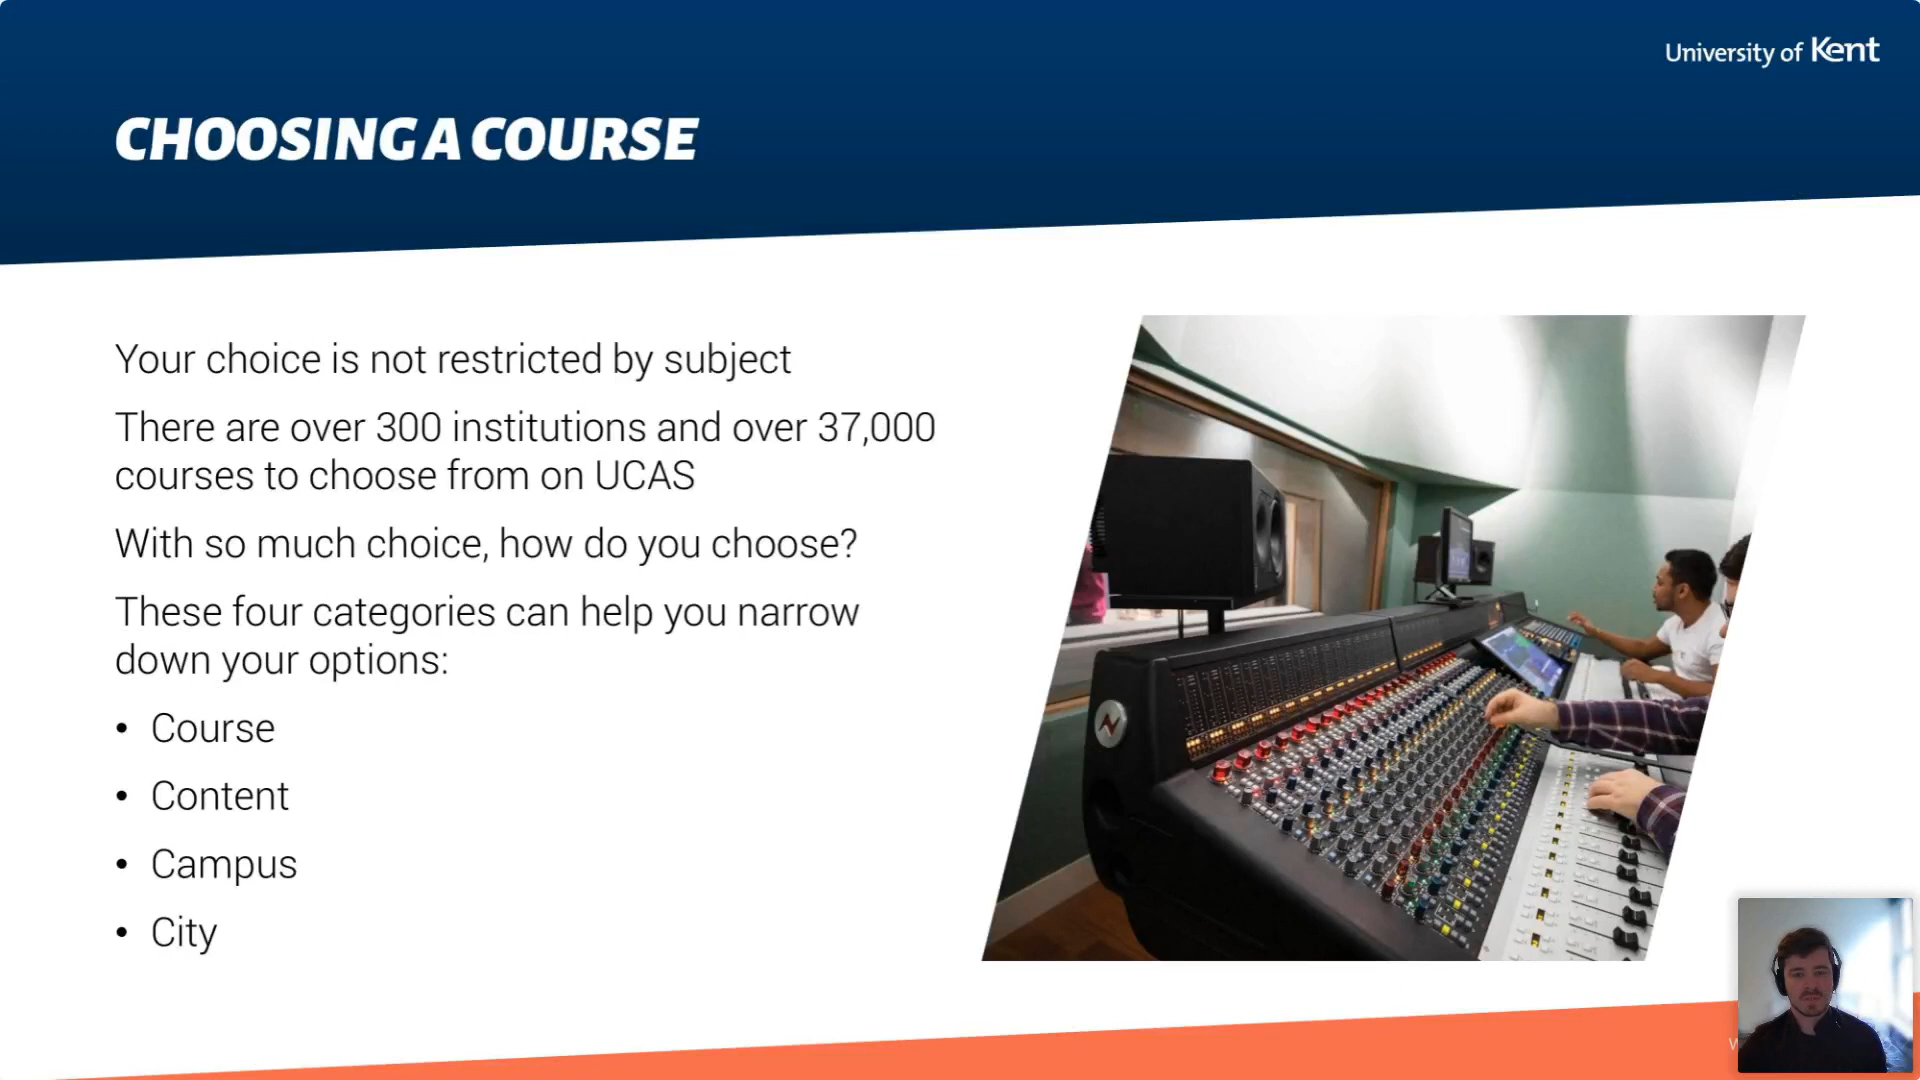 University of Kent
CHOOSING A COURSE
Your choice is not restricted by subject
There are over 300 institutions and over 37,000
courses to choose from on UCAS
With so much choice, how do you choose?
These four categories can help you narrow
down your options:
• Course
• Content
• Campus
• City